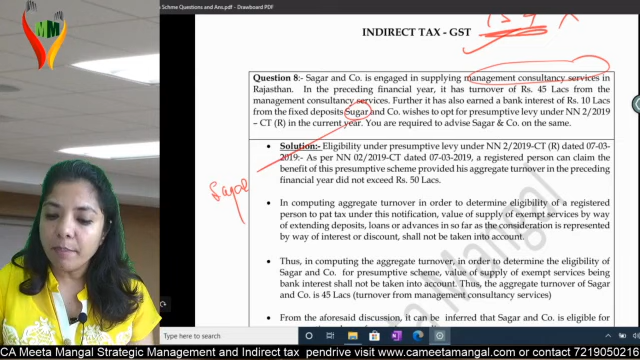 Schme Questions and Ans.pdf - Drawboard PDF
MM
INDIRECT TAX - GST
Question 8:- Sagar and Co. is engaged in supplying management consultancy services in
Rajasthan. In the preceding financial year, it has turnover of Rs. 45 Lacs from the
management consultancy services. Further it has also earned a bank interest of Rs. 10 Lacs
from the fixed deposits Sugar and Co. wishes to opt for presumptive levy under NN 2/2019
– CT (R) in the current year. You are required to advise Sagar & Co. on the same.
• Solution:- Eligibility under presumptive levy under NN 2/2019-CT (R) dated 07-03-
2019:- As per NN 02/2019-CT dated 07-03-2019, a registered person can claim the
benefit of this presumptive scheme provided his aggregate turnover in the preceding
financial year did not exceed Rs. 50 Lacs.
Sagar
• In computing aggregate turnover in order to determine eligibility of a registered
person to pat tax under this notification, value of supply of exempt services by way
of extending deposits, loans or advances in so far as the consideration is represented
by way of interest or discount, shall not be taken into account.
• Thus, in computing the aggregate turnover, in order to determine the eligibility of
Sagar and Co. for presumptive scheme, value of supply of exempt services being
bank interest shall not be taken into account. Thus the aggregate turnover of Sagar
and Co. is 45 Lacs (turnover from management consultancy services)
• From the aforesaid discussion, it can be inferred that Sagar and Co. is eligible for
Mangal
Type here to search
CA Meeta Mangal Strategic Management and Indirect tax pendrive visit www.cameetamangal.com or contact 7219050216